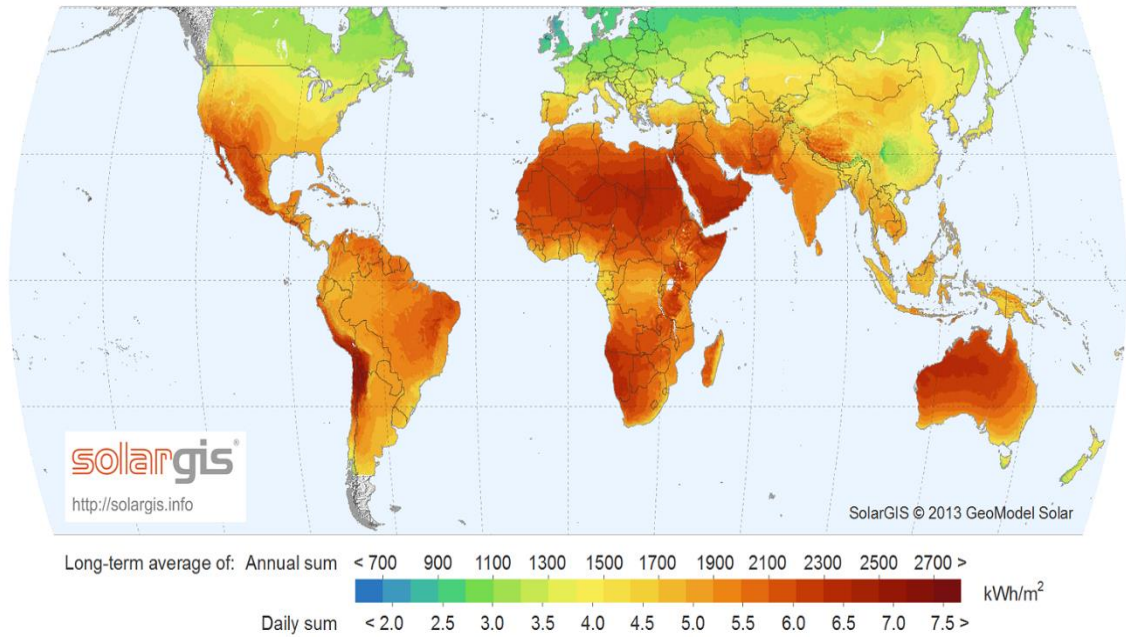 solargis®
http://solargis.info
SolarGIS © 2013 GeoModel Solar
Long-term average of: Annual sum < 700 900 1100 1300 1500 1700 1900 2100 2300 2500 2700 > kWh/m²
Daily sum < 2.0 2.5 3.0 3.5 4.0 4.5 5.0 5.5 6.0 6.5 7.0 7.5 >